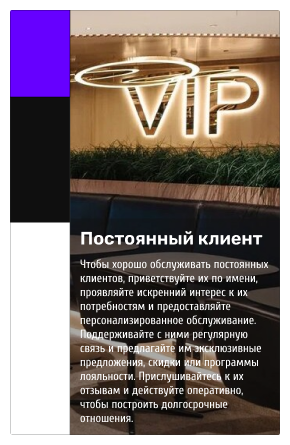 VIP
Постоянный клиент
Чтобы хорошо обслуживать постоянных
клиентов, приветствуйте их по имени,
проявляйте искренний интерес к их
потребностям и предоставляйте
персонализированное обслуживание.
Поддерживайте с ними регулярную
связь и предлагайте им эксклюзивные
предложения, скидки или программы
лояльности. Прислушивайтесь к их
отзывам и действуйте оперативно,
чтобы построить долгосрочные
отношения.